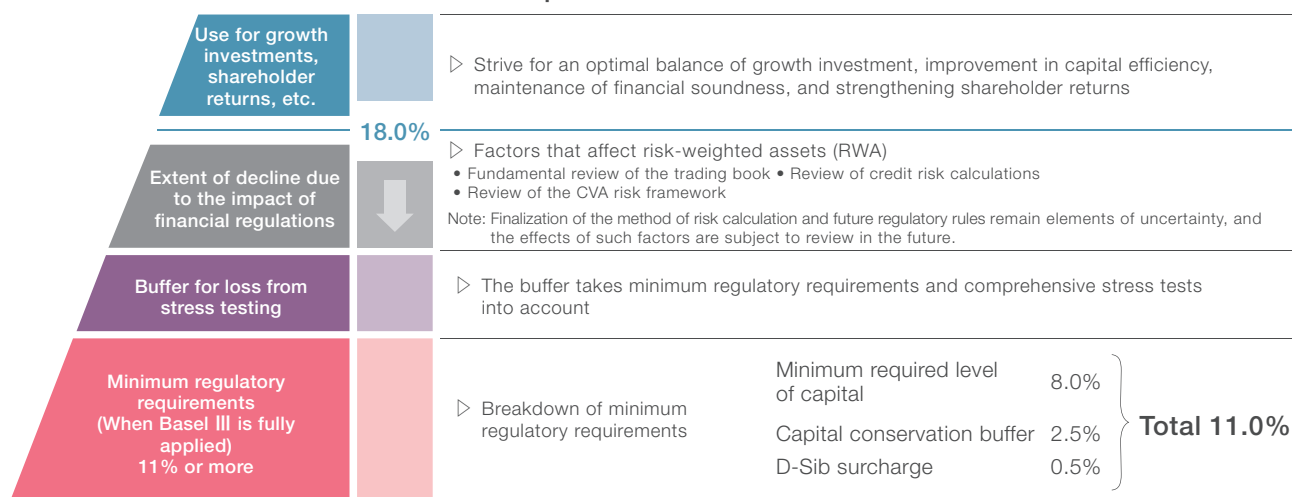 Use for growth
investments,
shareholder
returns, etc.
Strive for an optimal balance of growth investment, improvement in capital efficiency,
maintenance of financial soundness, and strengthening shareholder returns
18.0%
Extent of decline due
to the impact of
financial regulations
Factors that affect risk-weighted assets (RWA)
• Fundamental review of the trading book • Review of credit risk calculations
• Review of the CVA risk framework
Note: Finalization of the method of risk calculation and future regulatory rules remain elements of uncertainty, and
the effects of such factors are subject to review in the future.
Buffer for loss from
stress testing
The buffer takes minimum regulatory requirements and comprehensive stress tests
into account
Minimum regulatory
requirements
(When Basel III is fully
applied)
11% or more
Breakdown of minimum
regulatory requirements
Minimum required level
of capital
8.0%
Capital conservation buffer 2.5%
D-Sib surcharge 0.5%
Total 11.0%